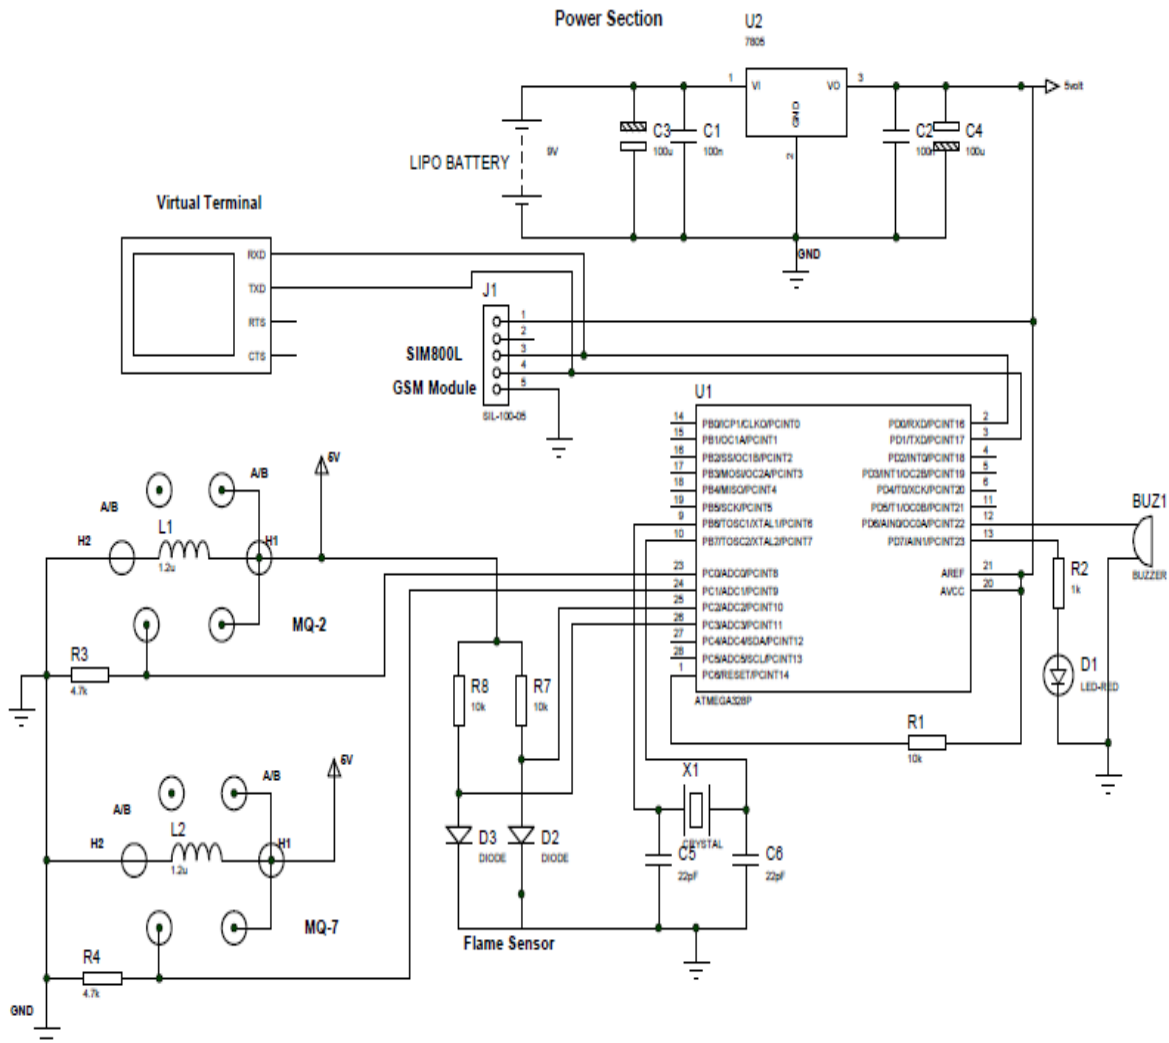 Power Section
U2
7805
1
VI
VO
3
5volt
GND
2
C3
100u
C1
100n
C2
100n
C4
100u
LIPO BATTERY
9V
GND
Virtual Terminal
RXD
TXD
RTS
CTS
J1
1
2
3
4
5
SIM800L
GSM Module
SIL-100-05
U1
14
PB0/ICP1/CLKO/PCINT0
15
PB1/OC1A/PCINT1
16
PB2/SS/OC1B/PCINT2
17
PB3/MOSI/OC2A/PCINT3
18
PB4/MISO/PCINT4
19
PB5/SCK/PCINT5
9
PB6/TOSC1/XTAL1/PCINT6
10
PB7/TOSC2/XTAL2/PCINT7
23
PC0/ADC0/PCINT8
24
PC1/ADC1/PCINT9
25
PC2/ADC2/PCINT10
26
PC3/ADC3/PCINT11
27
PC4/ADC4/SDA/PCINT12
28
PC5/ADC5/SCL/PCINT13
1
PC6/RESET/PCINT14
PD0/RXD/PCINT16
2
PD1/TXD/PCINT17
3
PD2/INT0/PCINT18
4
PD3/INT1/OC2B/PCINT19
5
PD4/T0/XCK/PCINT20
6
PD5/T1/OC0B/PCINT21
11
PD6/AIN0/OC0A/PCINT22
12
PD7/AIN1/PCINT23
13
AREF
21
AVCC
20
ATMEGA328P
BUZ1
BUZZER
R2
1k
D1
LED-RED
R1
10k
5V
A/B
A/B
L1
H2
1.2u
H1
MQ-2
R3
4.7k
R8
10k
R7
10k
5V
A/B
A/B
L2
H2
1.2u
H1
MQ-7
R4
4.7k
GND
D3
DIODE
D2
DIODE
Flame Sensor
X1
CRYSTAL
C5
22pF
C6
22pF